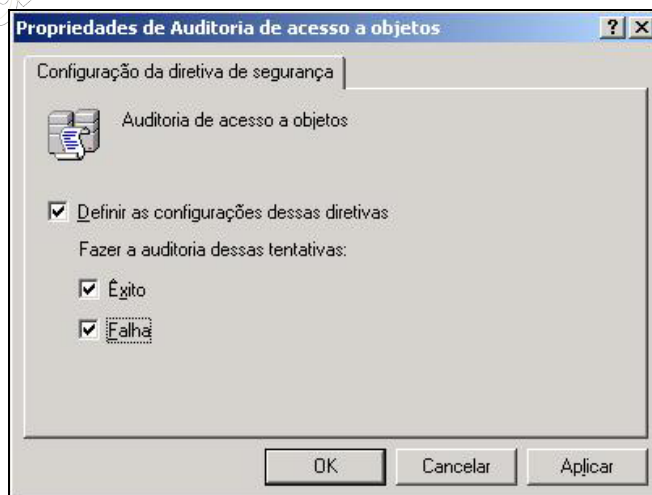 Propriedades de Auditoria de acesso a objetos
Configuração da diretiva de segurança
Auditoria de acesso a objetos
Definir as configurações dessas diretivas
Fazer a auditoria dessas tentativas:
Êxito
Falha
OK Cancelar Aplicar